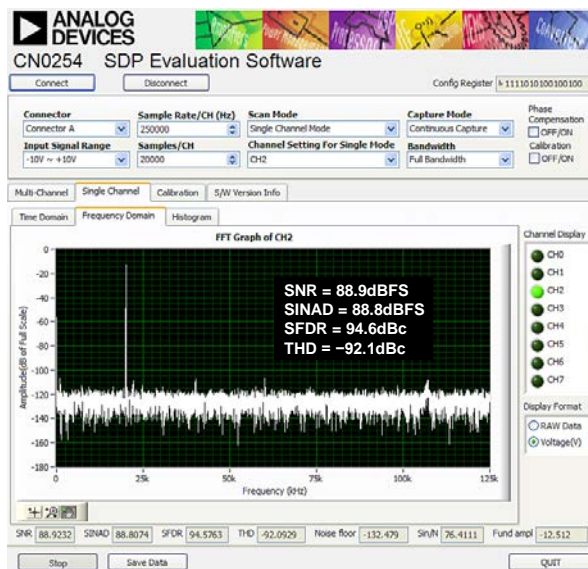 ANALOG
DEVICES
CN0254 SDP Evaluation Software
Connect Disconnect Config Register 1111010100100100
Connector Sample Rate/CH (Hz) Scan Mode Capture Mode Phase
Compensation
Connector A 250000 Single Channel Mode Continuous Capture OFF/ON
Input Signal Range Samples/CH Channel Setting For Single Mode Bandwidth Calibration
-10V ~ +10V 20000 CH2 Full Bandwidth OFF/ON
Multi-Channel Single Channel Calibration S/W Version Info
Time Domain Frequency Domain Histogram
FFT Graph of CH2
Channel Display
CH0
CH1
CH2
CH3
CH4
CH5
CH6
CH7
SNR = 88.9dBFS
SINAD = 88.8dBFS
SFDR = 94.6dBc
THD = −92.1dBc
Amplitude(dB of Full Scale)
0
-20
-40
-60
-80
-100
-120
-140
-160
-180
0 25k 50k 75k 100k 125k
Frequency (kHz)
Display Format
RAW Data
Voltage(V)
SNR 88.9232 SINAD 88.8074 SFDR 94.5763 THD -92.0929 Noise floor -132.479 Sin/N 76.4111 Fund ampl -12.512
Stop Save Data QUIT